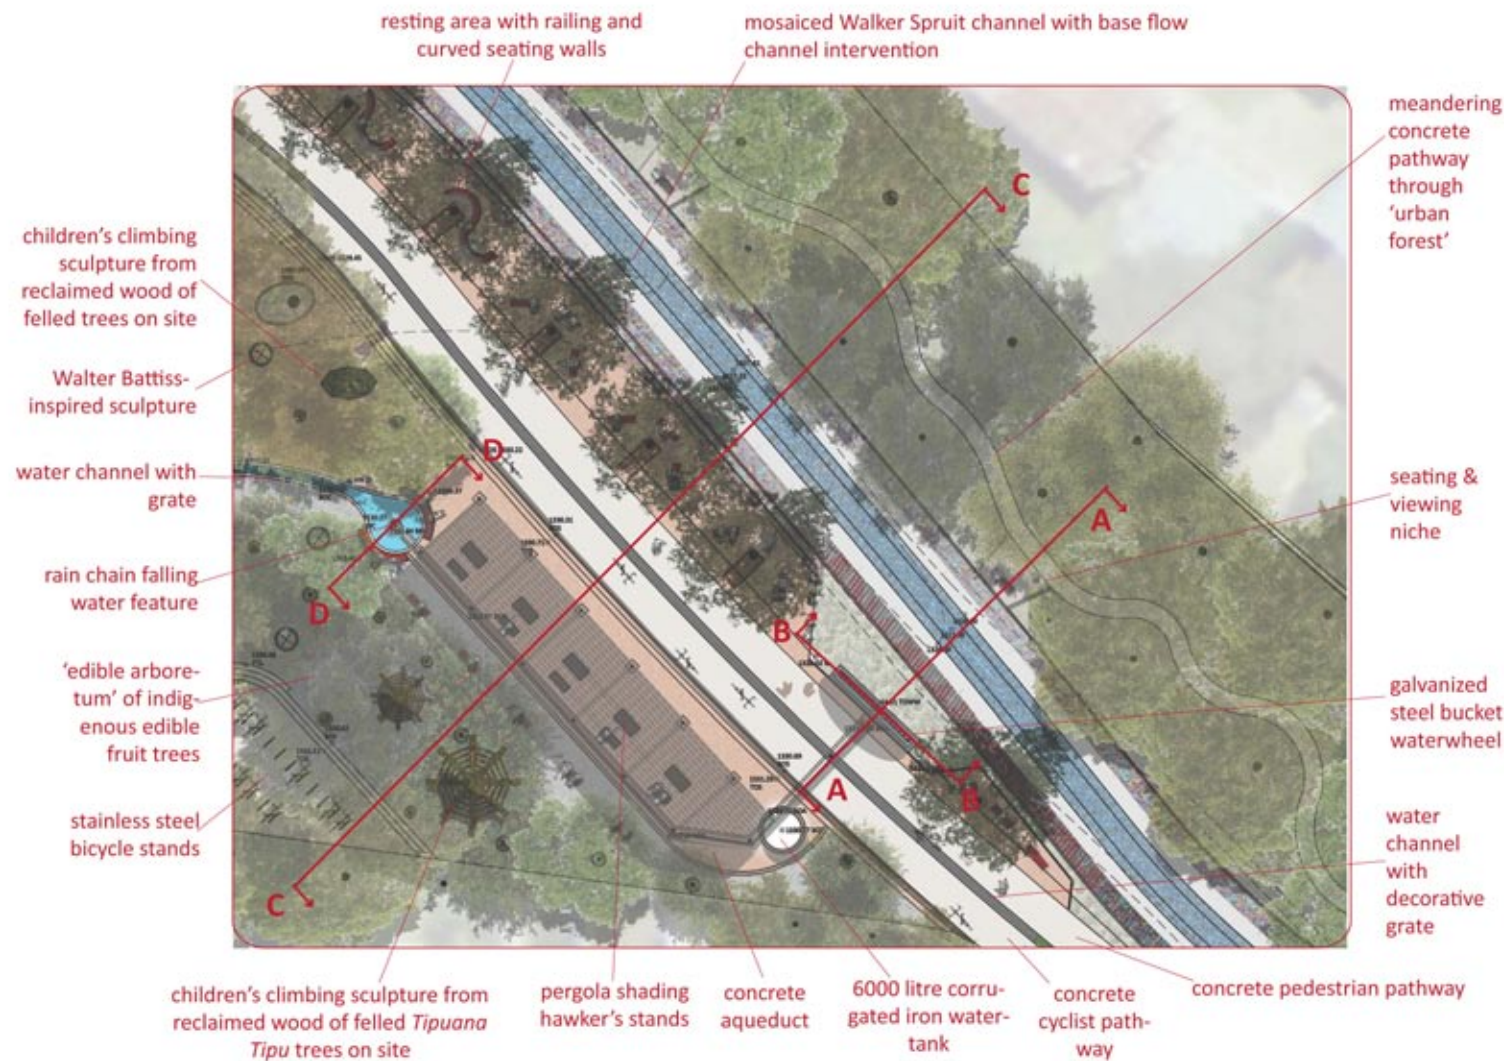 resting area with railing and
curved seating walls
mosaiced Walker Spruit channel with base flow
channel intervention
meandering
concrete
pathway
through
‘urban
forest’
children’s climbing
sculpture from
reclaimed wood of
felled trees on site
Walter Battiss-
inspired sculpture
water channel with
grate
rain chain falling
water feature
‘edible arbore-
tum’ of indig-
enous edible
fruit trees
stainless steel
bicycle stands
C
D
D
A
B
B
A
C
seating &
viewing
niche
galvanized
steel bucket
waterwheel
water
channel
with
decorative
grate
children’s climbing sculpture from
reclaimed wood of felled Tipuana
Tipu trees on site
pergola shading
hawker’s stands
concrete
aqueduct
6000 litre corru-
gated iron water-
tank
concrete
cyclist path-
way
concrete pedestrian pathway